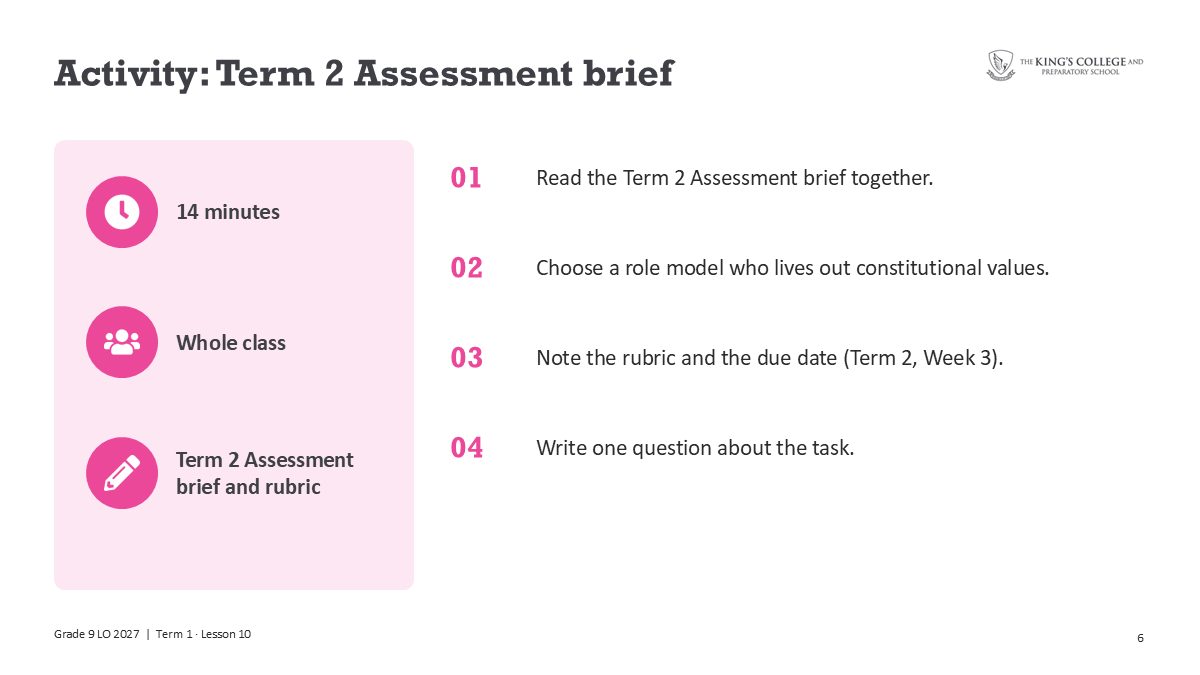 Activity: Term 2 Assessment brief
THE KING'S COLLEGE AND
PREPARATORY SCHOOL
14 minutes
Whole class
Term 2 Assessment
brief and rubric
01 Read the Term 2 Assessment brief together.
02 Choose a role model who lives out constitutional values.
03 Note the rubric and the due date (Term 2, Week 3).
04 Write one question about the task.
Grade 9 LO 2027 | Term 1 · Lesson 10
6